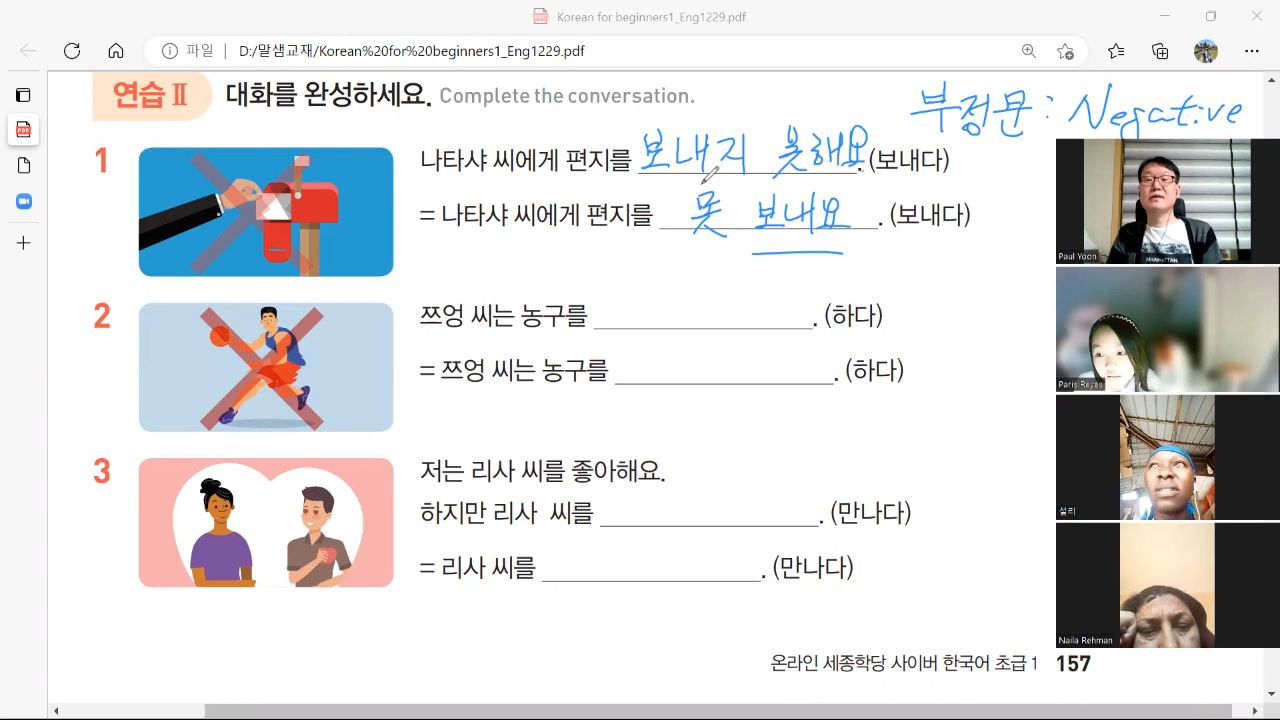 Korean for beginners1_Eng1229.pdf
파일 | D:/말샘교재/Korean%20for%20beginners1_Eng1229.pdf
연습 II 대화를 완성하세요. Complete the conversation.
부정문 : Negative
1 나타샤 씨에게 편지를 보내지 못해요. (보내다)
= 나타샤 씨에게 편지를 못 보내요. (보내다)
2 쯔엉 씨는 농구를 ____________. (하다)
= 쯔엉 씨는 농구를 ____________. (하다)
3 저는 리사 씨를 좋아해요.
하지만 리사 씨를 ____________. (만나다)
= 리사 씨를 ____________. (만나다)
온라인 세종학당 사이버 한국어 초급 1 157
Paul Yoon
Paris Reyes
설리
Naila Rehman